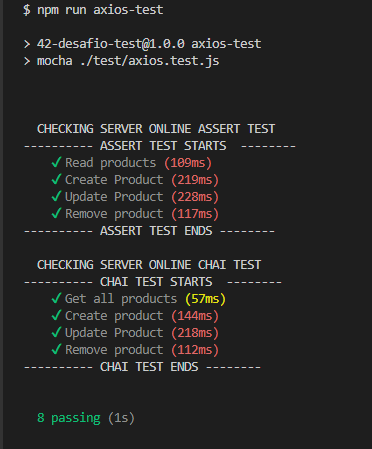 $ npm run axios-test
> 42-desafio-test@1.0.0 axios-test
> mocha ./test/axios.test.js
CHECKING SERVER ONLINE ASSERT TEST
---------- ASSERT TEST STARTS  --------
✓ Read products (109ms)
✓ Create Product (219ms)
✓ Update Product (228ms)
✓ Remove product (117ms)
---------- ASSERT TEST ENDS --------
CHECKING SERVER ONLINE CHAI TEST
---------- CHAI TEST STARTS  --------
✓ Get all products (57ms)
✓ Create product (144ms)
✓ Update Product (218ms)
✓ Remove product (112ms)
---------- CHAI TEST ENDS --------
8 passing (1s)